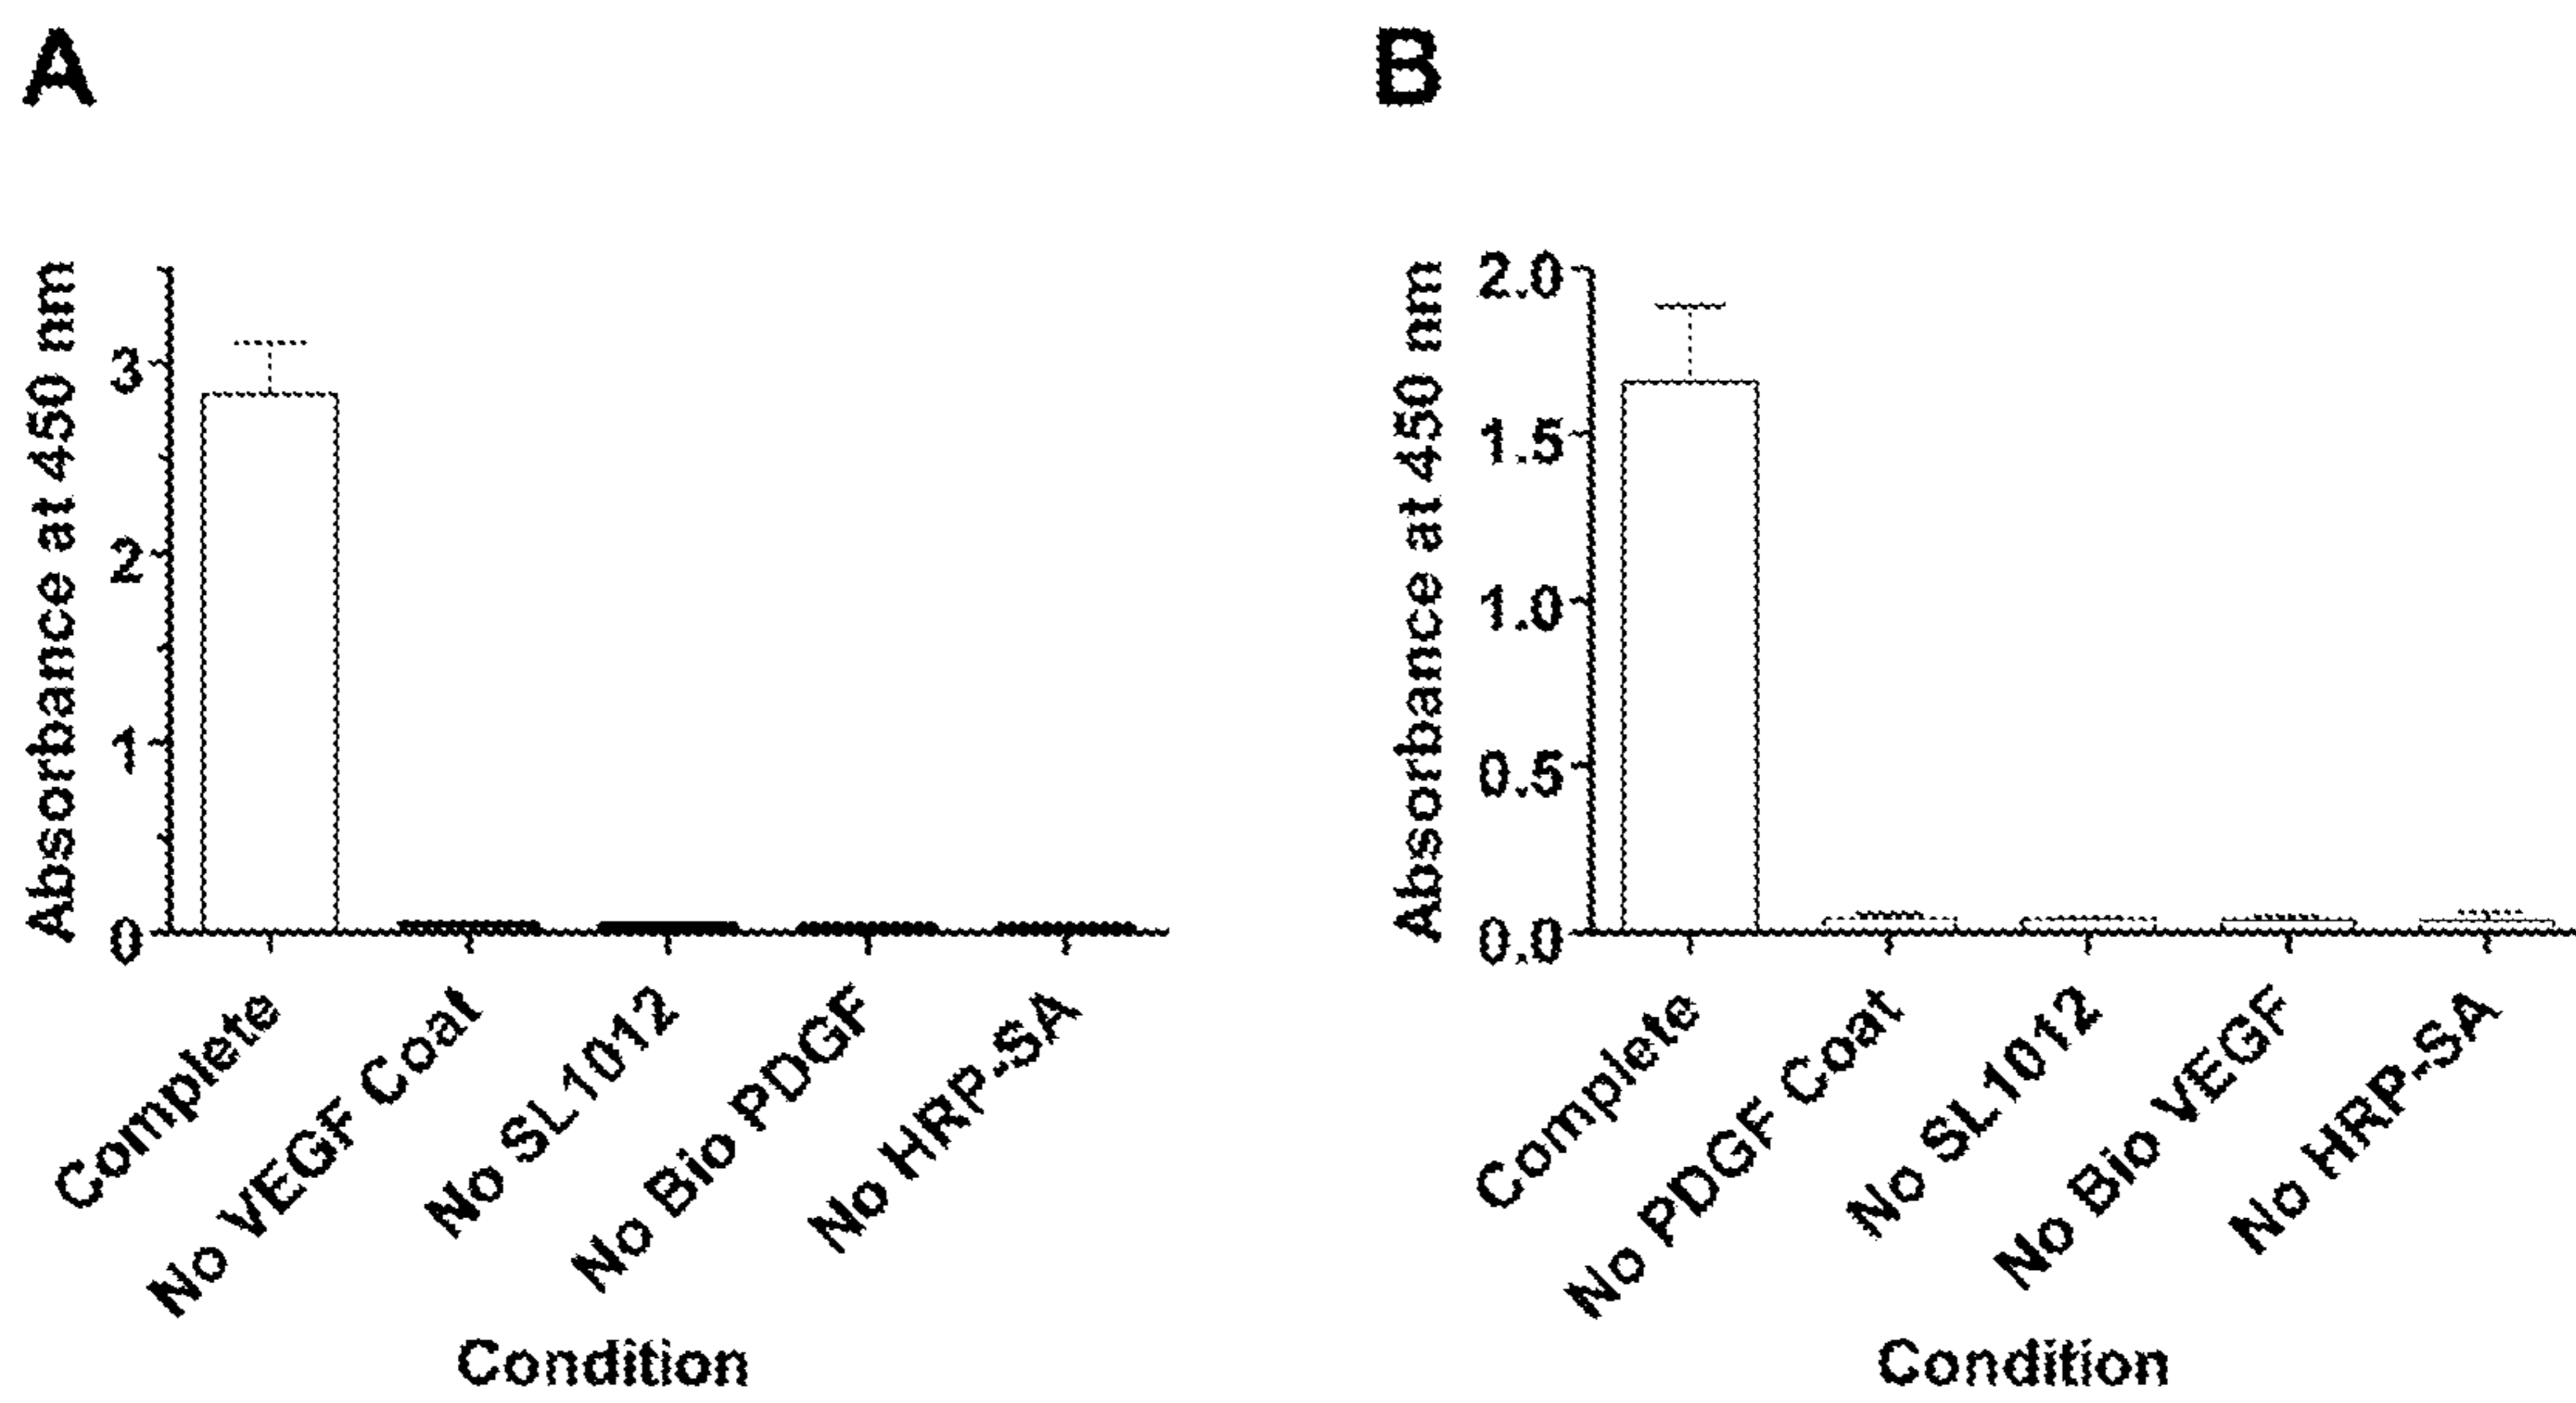 A
Absorbance at 450 nm
3
2
1
0
Complete
No VEGF Coat
No SL1012
No Bio PDGF
No HRP-SA
Condition
B
Absorbance at 450 nm
2.0
1.5
1.0
0.5
0.0
Complete
No PDGF Coat
No SL1012
No Bio VEGF
No HRP-SA
Condition